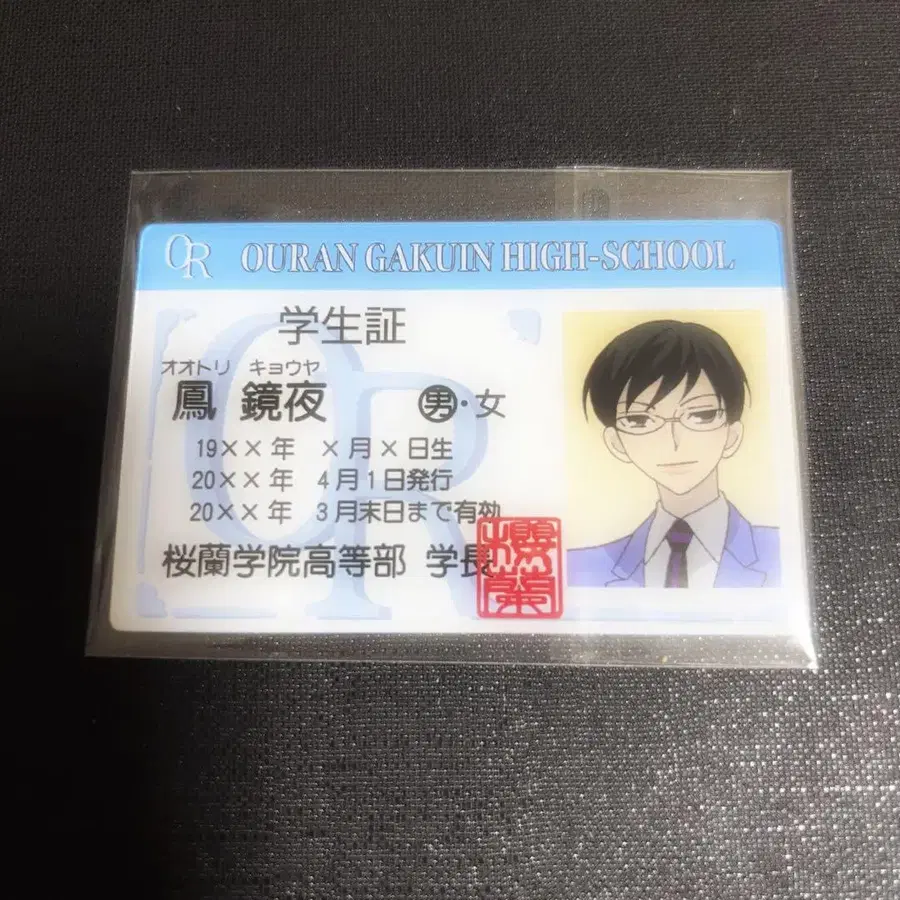 OR OURAN GAKUIN HIGH-SCHOOL
学生証
オオトリ キョウヤ
鳳 鏡夜 男・女
19××年 ×月×日生
20××年 4月1日発行
20××年 3月末日まで有効
桜蘭学院高等部 学長
櫻蘭